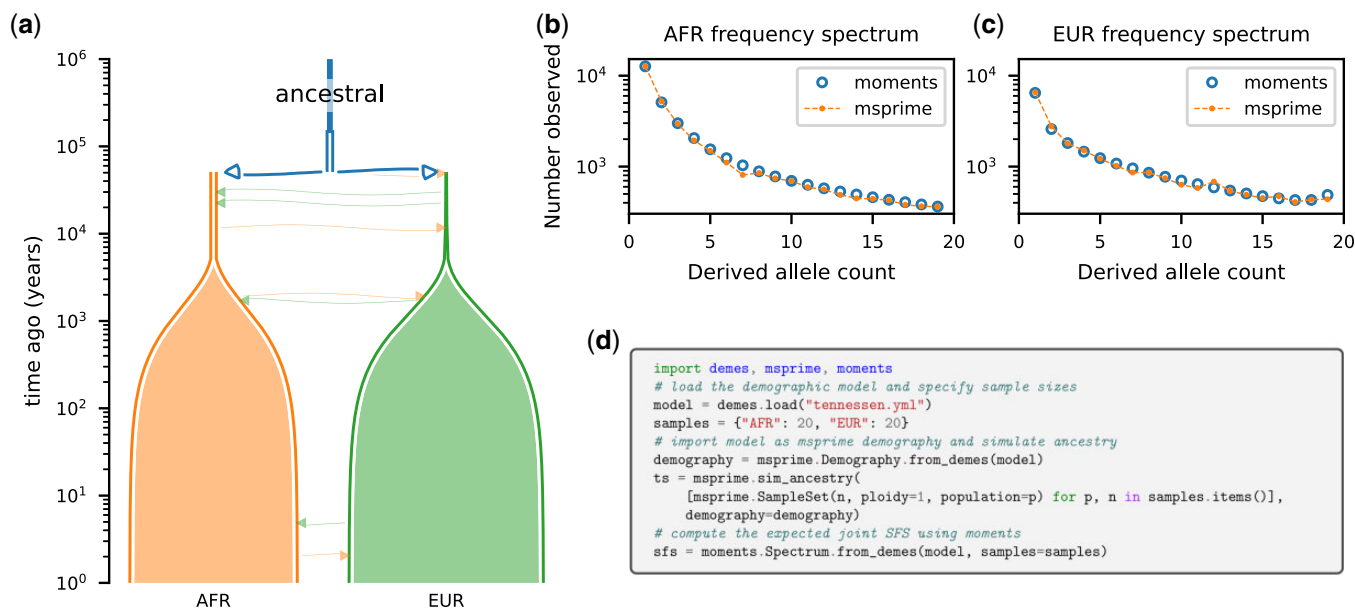 (a)
time ago (years)
10^6
10^5
10^4
10^3
10^2
10^1
10^0
ancestral
AFR
EUR
(b)
AFR frequency spectrum
Number observed
10^4
10^3
moments
msprime
0 5 10 15 20
Derived allele count
(c)
EUR frequency spectrum
10^4
10^3
moments
msprime
0 5 10 15 20
Derived allele count
(d)
import demes, msprime, moments
# load the demographic model and specify sample sizes
model = demes.load("tennessen.yml")
samples = {"AFR": 20, "EUR": 20}
# import model as msprime demography and simulate ancestry
demography = msprime.Demography.from_demes(model)
ts = msprime.sim_ancestry(
    [msprime.SampleSet(n, ploidy=1, population=p) for p, n in samples.items()],
    demography=demography)
# compute the expected joint SFS using moments
sfs = moments.Spectrum.from_demes(model, samples=samples)